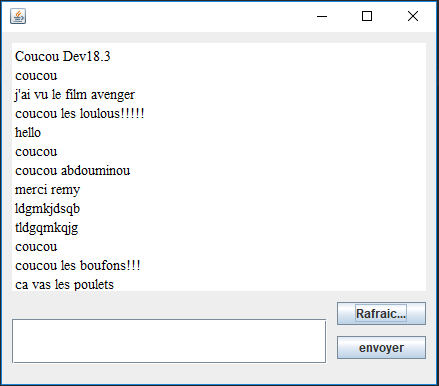 Coucou Dev18.3
coucou
j'ai vu le film avenger
coucou les loulous!!!!!
hello
coucou
coucou abdouminou
merci remy
ldgmkjdsqb
tldgqmkqjg
coucou
coucou les boufons!!!
ca vas les poulets
Rafraic...
envoyer